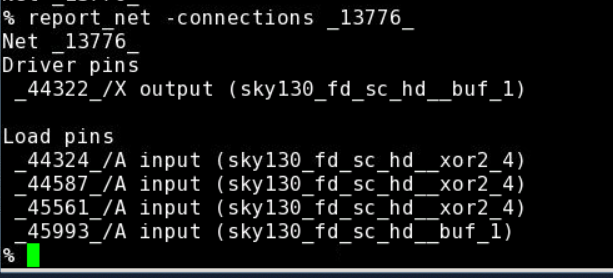 % report_net -connections _13776_
Net _13776_
Driver pins
 _44322_/X output (sky130_fd_sc_hd__buf_1)

Load pins
 _44324_/A input (sky130_fd_sc_hd__xor2_4)
 _44587_/A input (sky130_fd_sc_hd__xor2_4)
 _45561_/A input (sky130_fd_sc_hd__xor2_4)
 _45993_/A input (sky130_fd_sc_hd__buf_1)
%